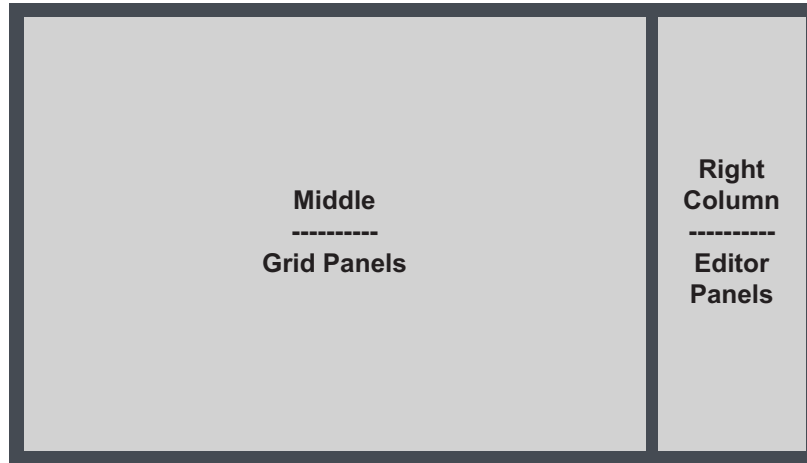 Middle
----------
Grid Panels
Right
Column
----------
Editor
Panels